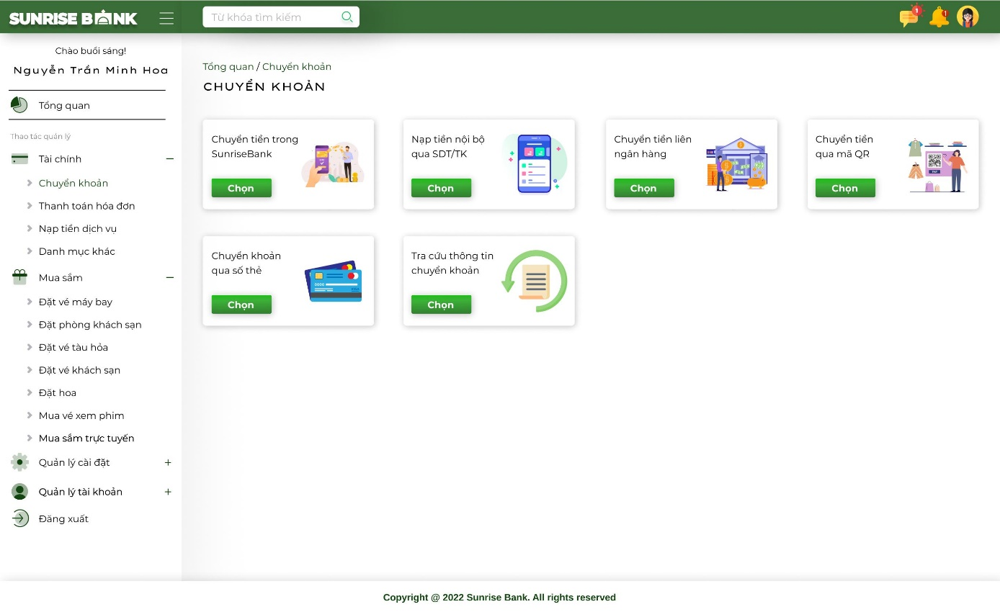 SUNRISE BANK
Từ khóa tìm kiếm
1
1
Chào buổi sáng!
Nguyễn Trần Minh Hoa
Tổng quan
Thao tác quản lý
Tài chính
Chuyển khoản
Thanh toán hóa đơn
Nạp tiền dịch vụ
Danh mục khác
Mua sắm
Đặt vé máy bay
Đặt phòng khách sạn
Đặt vé tàu hỏa
Đặt vé khách sạn
Đặt hoa
Mua vé xem phim
Mua sắm trực tuyến
Quản lý cài đặt
Quản lý tài khoản
Đăng xuất
Tổng quan / Chuyển khoản
CHUYỂN KHOẢN
Chuyển tiền trong
SunriseBank
Chọn
Nạp tiền nội bộ
qua SDT/TK
Chọn
Chuyển tiền liên
ngân hàng
Chọn
Chuyển tiền
qua mã QR
Chọn
PAY
Chuyển khoản
qua số thẻ
Chọn
Tra cứu thông tin
chuyển khoản
Chọn
Copyright @ 2022 Sunrise Bank. All rights reserved